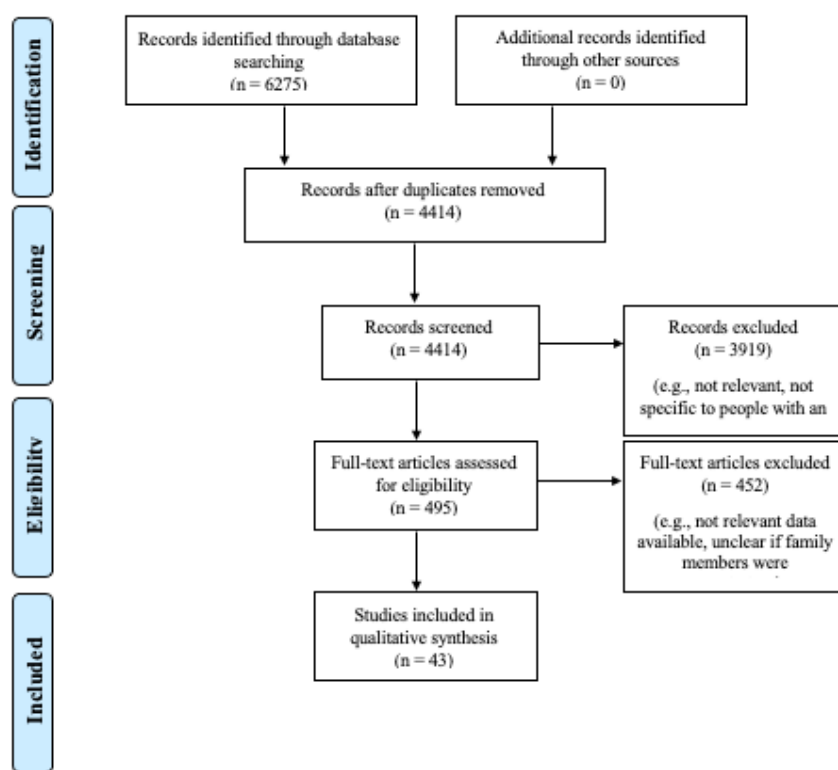 Identification
Records identified through database
searching
(n = 6275)
Additional records identified
through other sources
(n = 0)
Records after duplicates removed
(n = 4414)
Screening
Records screened
(n = 4414)
Records excluded
(n = 3919)
(e.g., not relevant, not
specific to people with an
Eligibility
Full-text articles assessed
for eligibility
(n = 495)
Full-text articles excluded
(n = 452)
(e.g., not relevant data
available, unclear if family
members were
Included
Studies included in
qualitative synthesis
(n = 43)